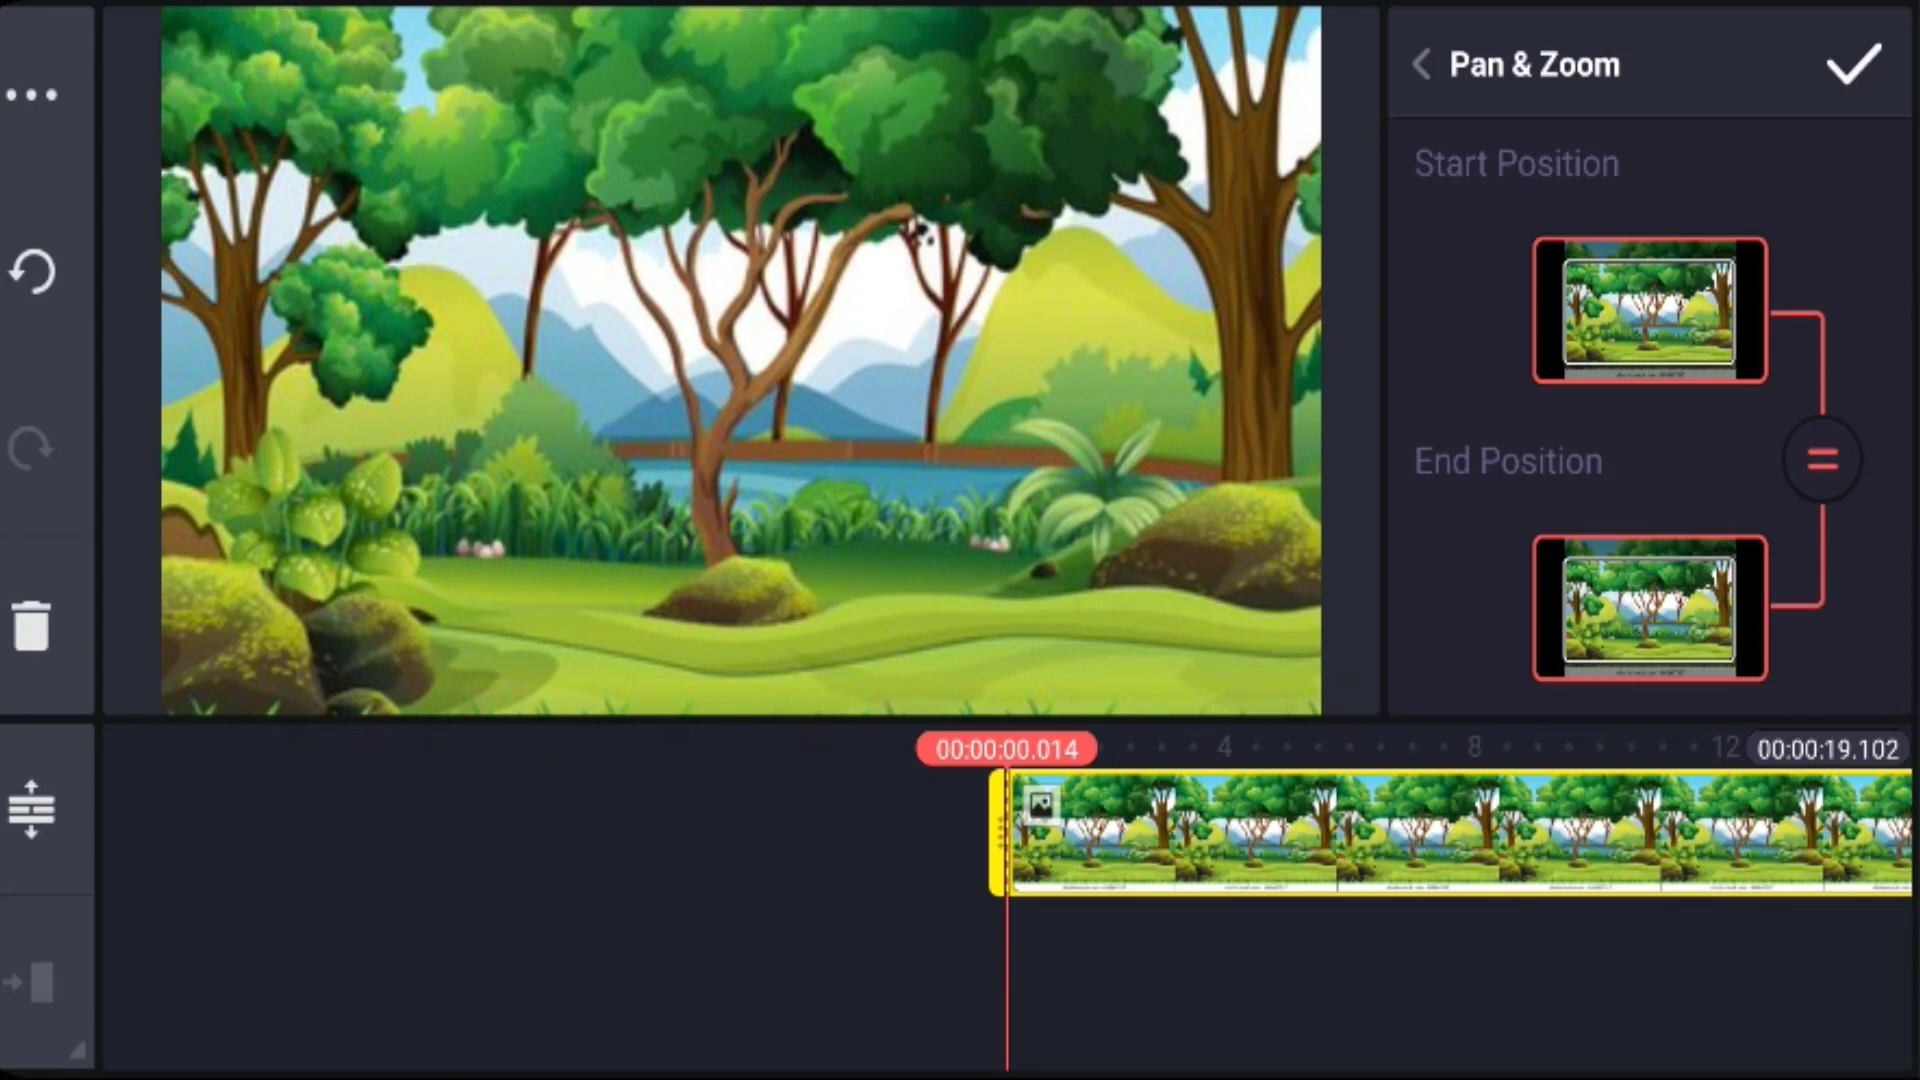 Pan & Zoom
Start Position
End Position
00:00:00.014
4
8
12
00:00:19.102